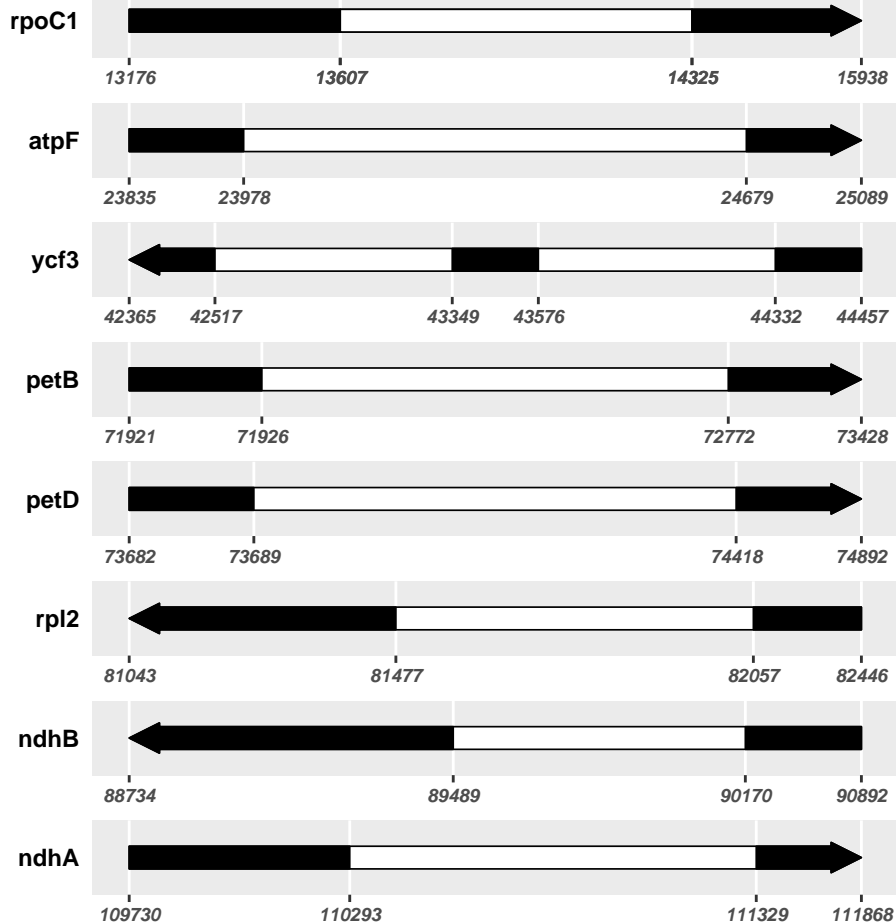 rpoC1
13176 13607 14325 15938
atpF
23835 23978 24679 25089
ycf3
42365 42517 43349 43576 44332 44457
petB
71921 71926 72772 73428
petD
73682 73689 74418 74892
rpl2
81043 81477 82057 82446
ndhB
88734 89489 90170 90892
ndhA
109730 110293 111329 111868